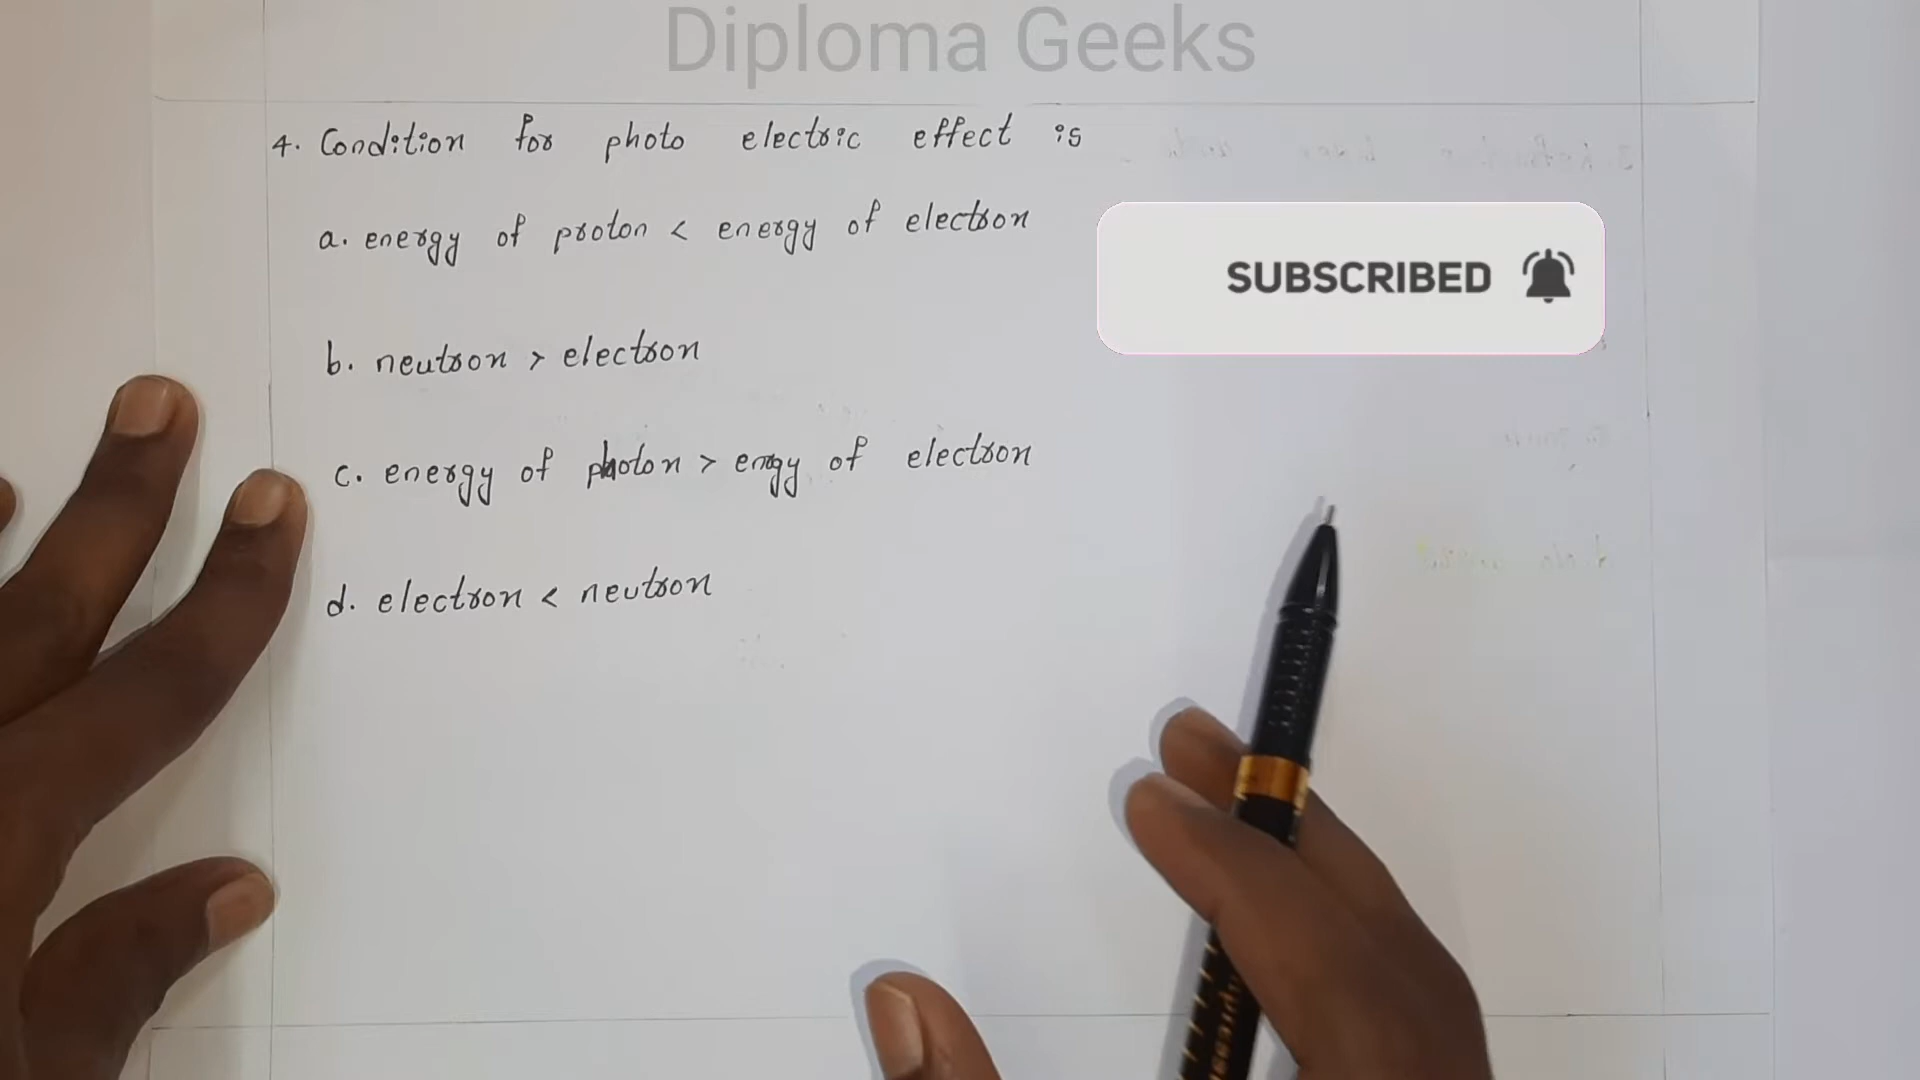 Diploma Geeks
4. Condition for photo electric effect is
a. energy of proton < energy of electron
SUBSCRIBED
b. neutron > electron
c. energy of photon > enrgy of electron
d. electron < neutron